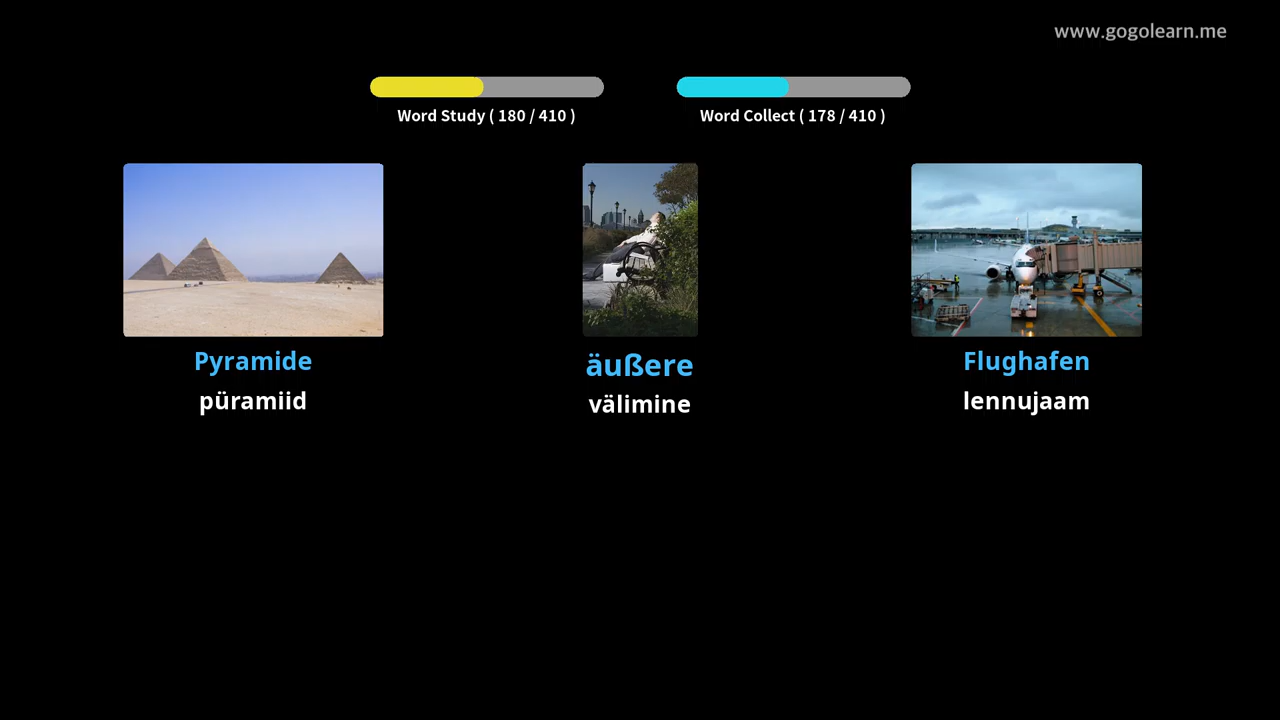 www.gogolearn.me
Word Study ( 180 / 410 )
Word Collect ( 178 / 410 )
Pyramide
püramiid
äußere
välimine
Flughafen
lennujaam